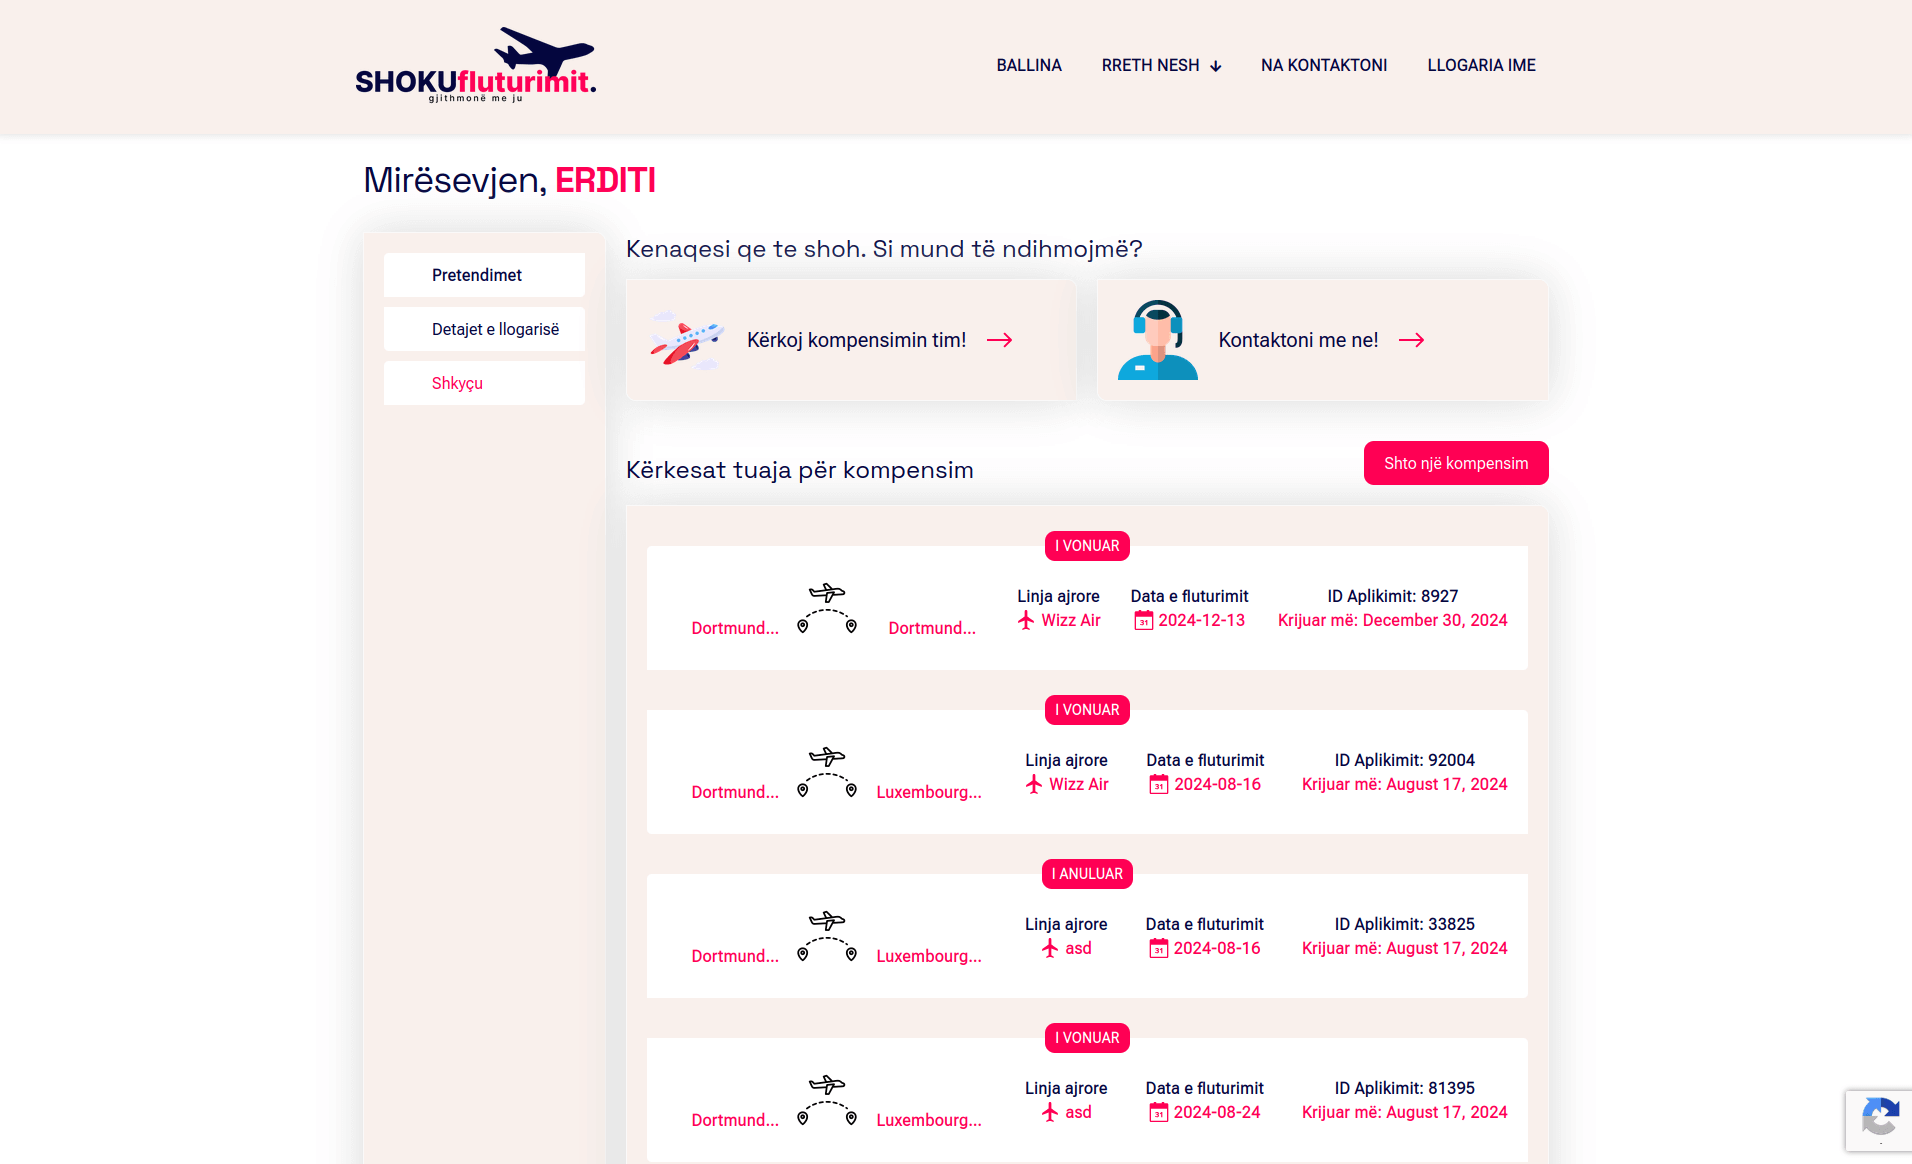 SHOKUfluturimit.
gjithmonë me ju
BALLINA
RRETH NESH
NA KONTAKTONI
LLOGARIA IME
Mirësevjen, ERDITI
Pretendimet
Detajet e llogarisë
Shkyçu
Kenaqesi qe te shoh. Si mund të ndihmojmë?
Kërkoj kompensimin tim!
Kontaktoni me ne!
Kërkesat tuaja për kompensim
Shto një kompensim
I VONUAR
Dortmund...
Dortmund...
Linja ajrore
Wizz Air
Data e fluturimit
31 2024-12-13
ID Aplikimit: 8927
Krijuar më: December 30, 2024
I VONUAR
Dortmund...
Luxembourg...
Linja ajrore
Wizz Air
Data e fluturimit
31 2024-08-16
ID Aplikimit: 92004
Krijuar më: August 17, 2024
I ANULUAR
Dortmund...
Luxembourg...
Linja ajrore
asd
Data e fluturimit
31 2024-08-16
ID Aplikimit: 33825
Krijuar më: August 17, 2024
I VONUAR
Dortmund...
Luxembourg...
Linja ajrore
asd
Data e fluturimit
31 2024-08-24
ID Aplikimit: 81395
Krijuar më: August 17, 2024